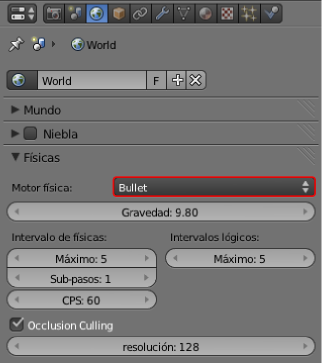 World
World F
Mundo
Niebla
Físicas
Motor física: Bullet
Gravedad: 9.80
Intervalo de físicas: Intervalos lógicos:
Máximo: 5 Máximo: 5
Sub-pasos: 1
CPS: 60
Occlusion Culling
resolución: 128